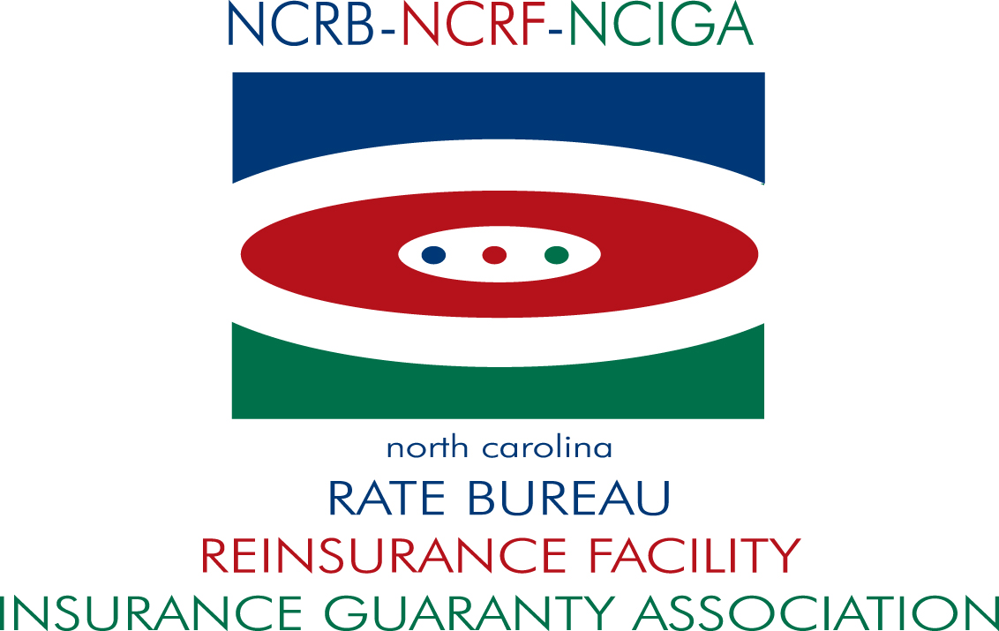 NCRB-NCRF-NCIGA
north carolina
RATE BUREAU
REINSURANCE FACILITY
INSURANCE GUARANTY ASSOCIATION